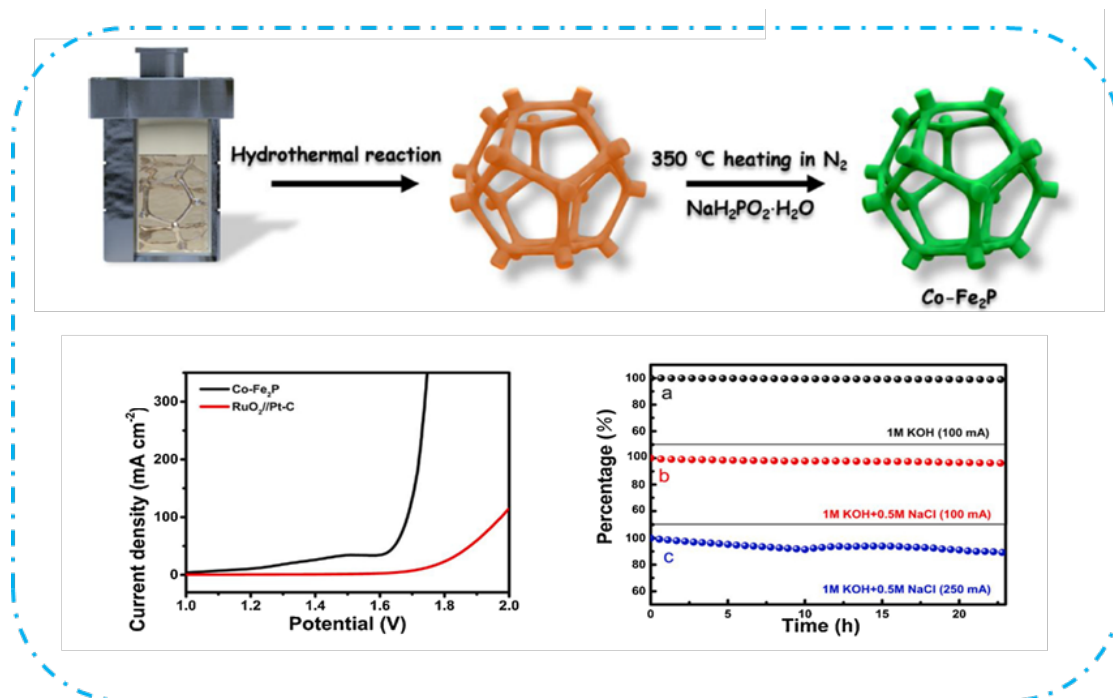 Hydrothermal reaction
350 °C heating in N₂
NaH₂PO₂·H₂O
Co-Fe₂P
Current density (mA cm⁻²)
300
200
100
0
1.0 1.2 1.4 1.6 1.8 2.0
Potential (V)
Co-Fe₂P
RuO₂//Pt-C
Percentage (%)
100
80
60
a
1M KOH (100 mA)
100
80
b
1M KOH+0.5M NaCl (100 mA)
100
80
60
c
1M KOH+0.5M NaCl (250 mA)
0 5 10 15 20
Time (h)